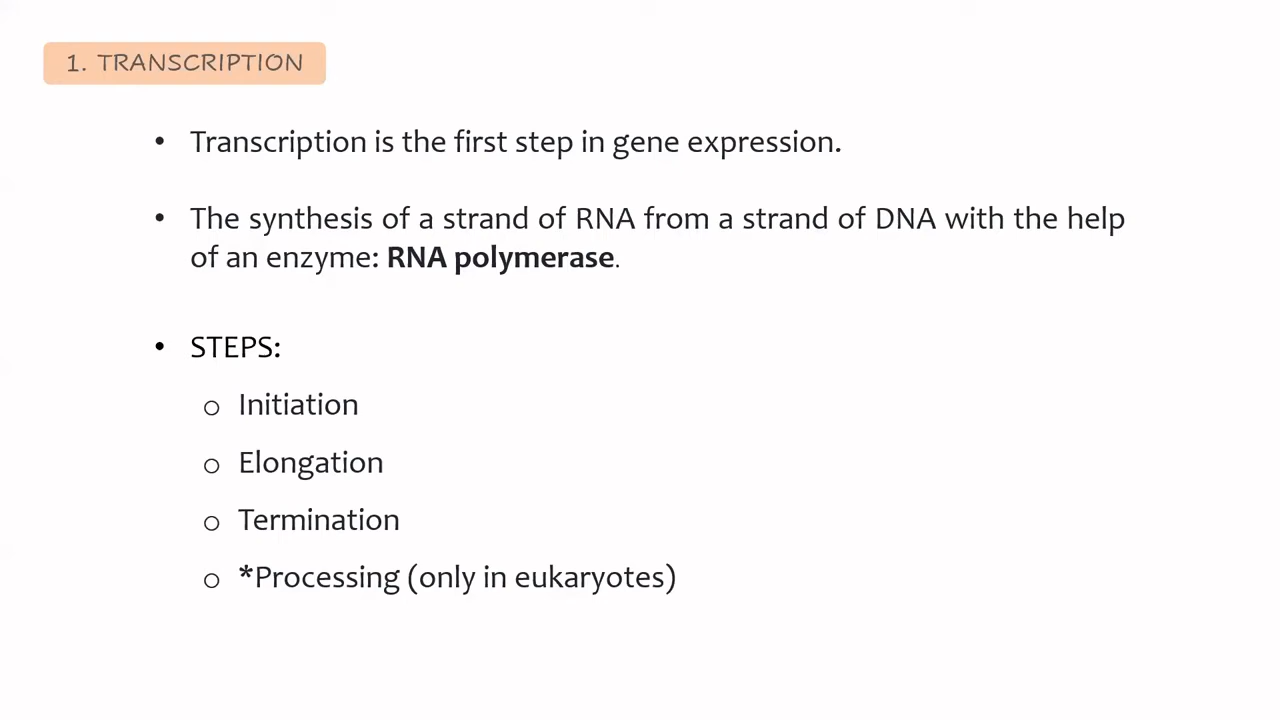 1. TRANSCRIPTION
• Transcription is the first step in gene expression.
• The synthesis of a strand of RNA from a strand of DNA with the help
of an enzyme: RNA polymerase.
• STEPS:
o Initiation
o Elongation
o Termination
o *Processing (only in eukaryotes)